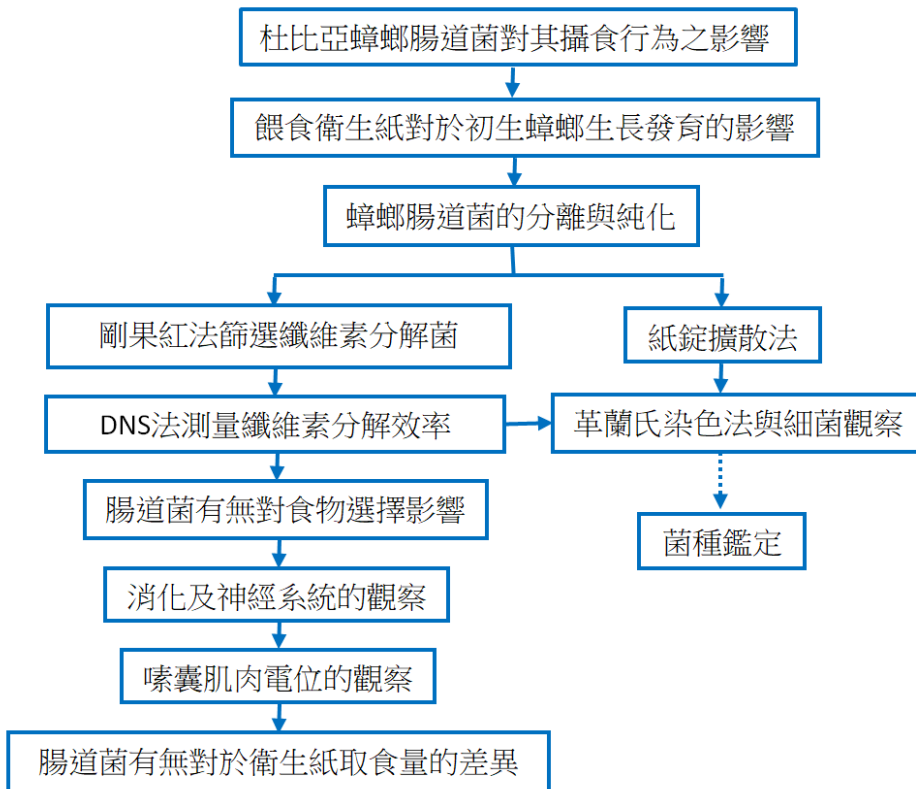 杜比亞蟑螂腸道菌對其攝食行為之影響
餵食衛生紙對於初生蟑螂生長發育的影響
蟑螂腸道菌的分離與純化
剛果紅法篩選纖維素分解菌
紙錠擴散法
DNS法測量纖維素分解效率
革蘭氏染色法與細菌觀察
腸道菌有無對食物選擇影響
菌種鑑定
消化及神經系統的觀察
嗉囊肌肉電位的觀察
腸道菌有無對於衛生紙取食量的差異